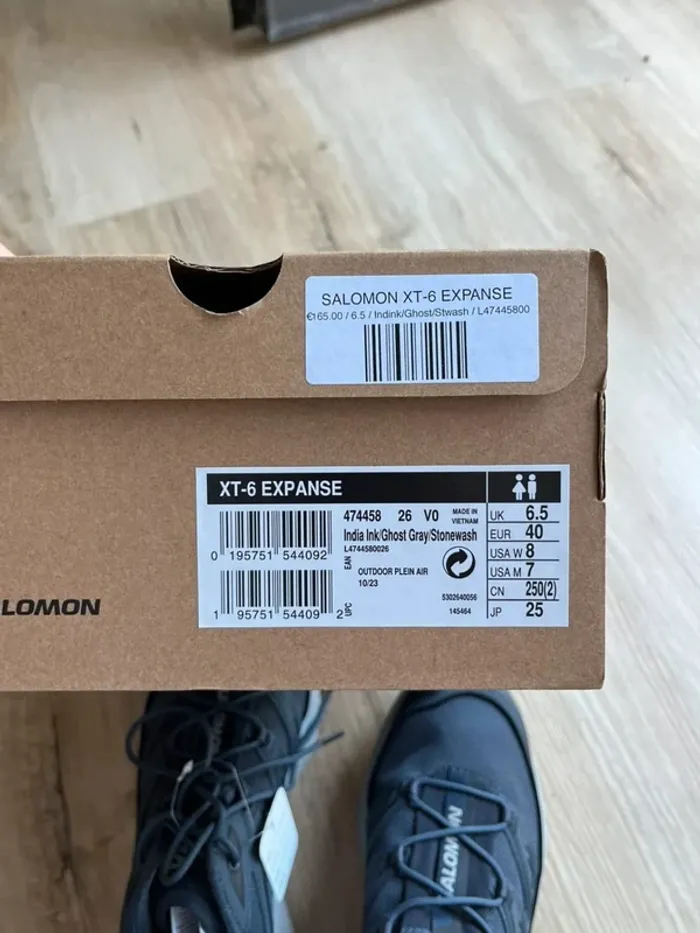 SALOMON XT-6 EXPANSE
€165.00 / 6.5 / Indink/Ghost/Stwash / L47445800
XT-6 EXPANSE
474458 26 V0 MADE IN VIETNAM
India Ink/Ghost Gray/Stonewash
L4744580026
0 195751 544092
EAN
OUTDOOR PLEIN AIR
10/23
5302640056
145464
1 95751 54409 2
UPC
UK 6.5
EUR 40
USA W 8
USA M 7
CN 250(2)
JP 25
LOMON
SALOMON